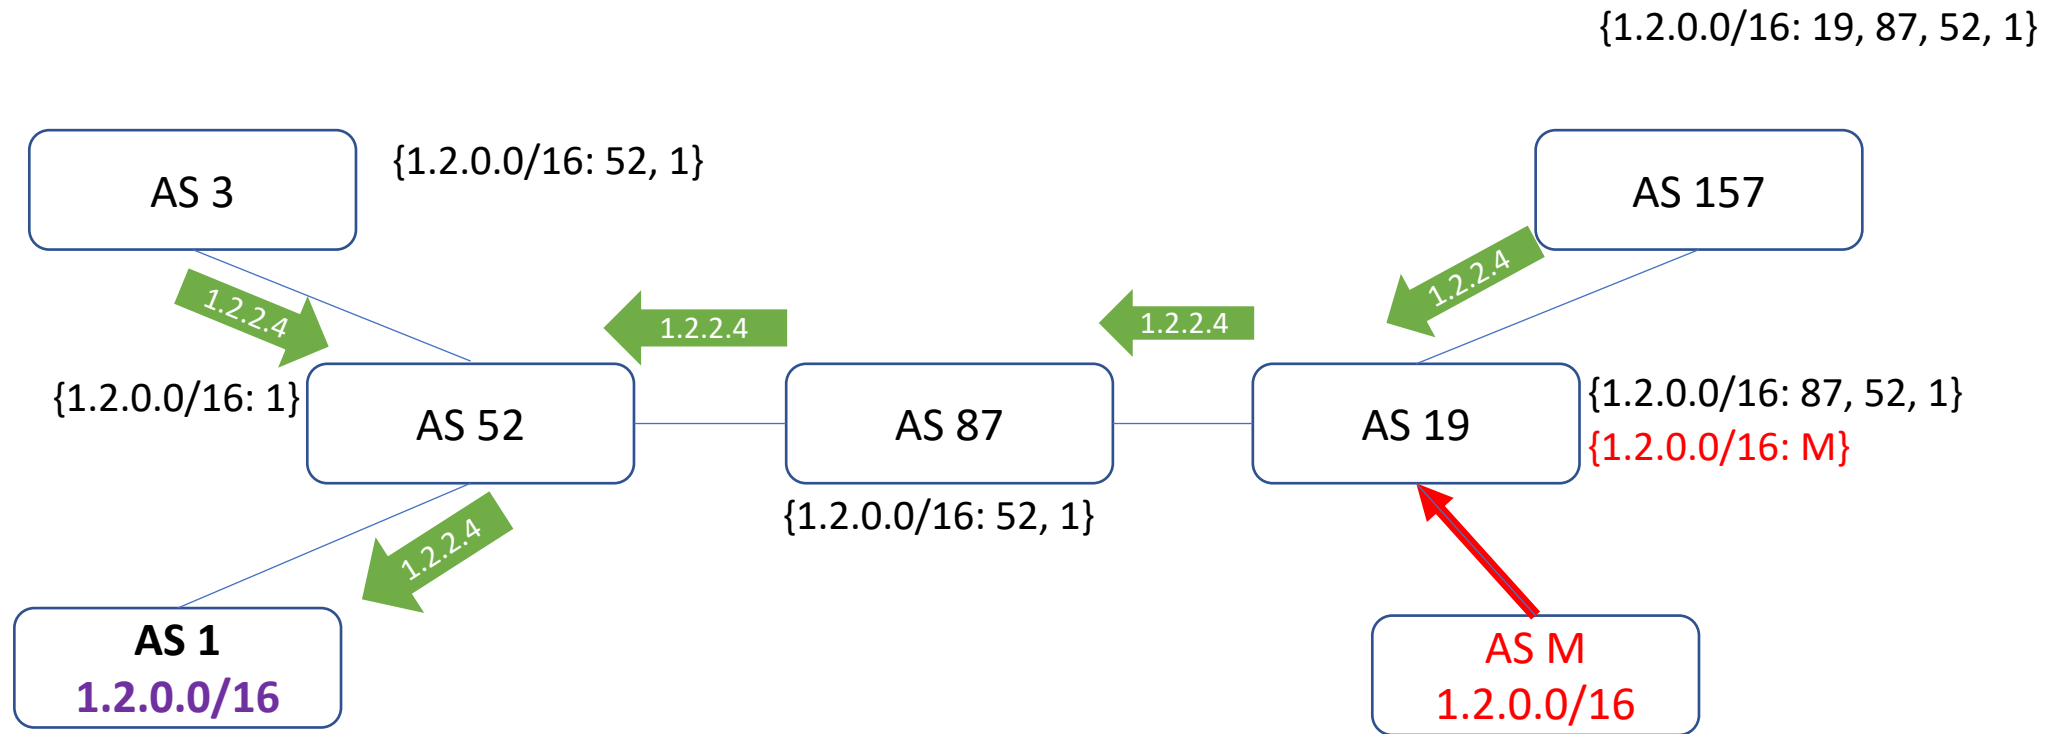 {1.2.0.0/16: 19, 87, 52, 1}
AS 3
{1.2.0.0/16: 52, 1}
AS 157
1.2.2.4
1.2.2.4
1.2.2.4
1.2.2.4
{1.2.0.0/16: 1}
AS 52
AS 87
AS 19
{1.2.0.0/16: 87, 52, 1}
{1.2.0.0/16: M}
{1.2.0.0/16: 52, 1}
1.2.2.4
AS 1
1.2.0.0/16
AS M
1.2.0.0/16